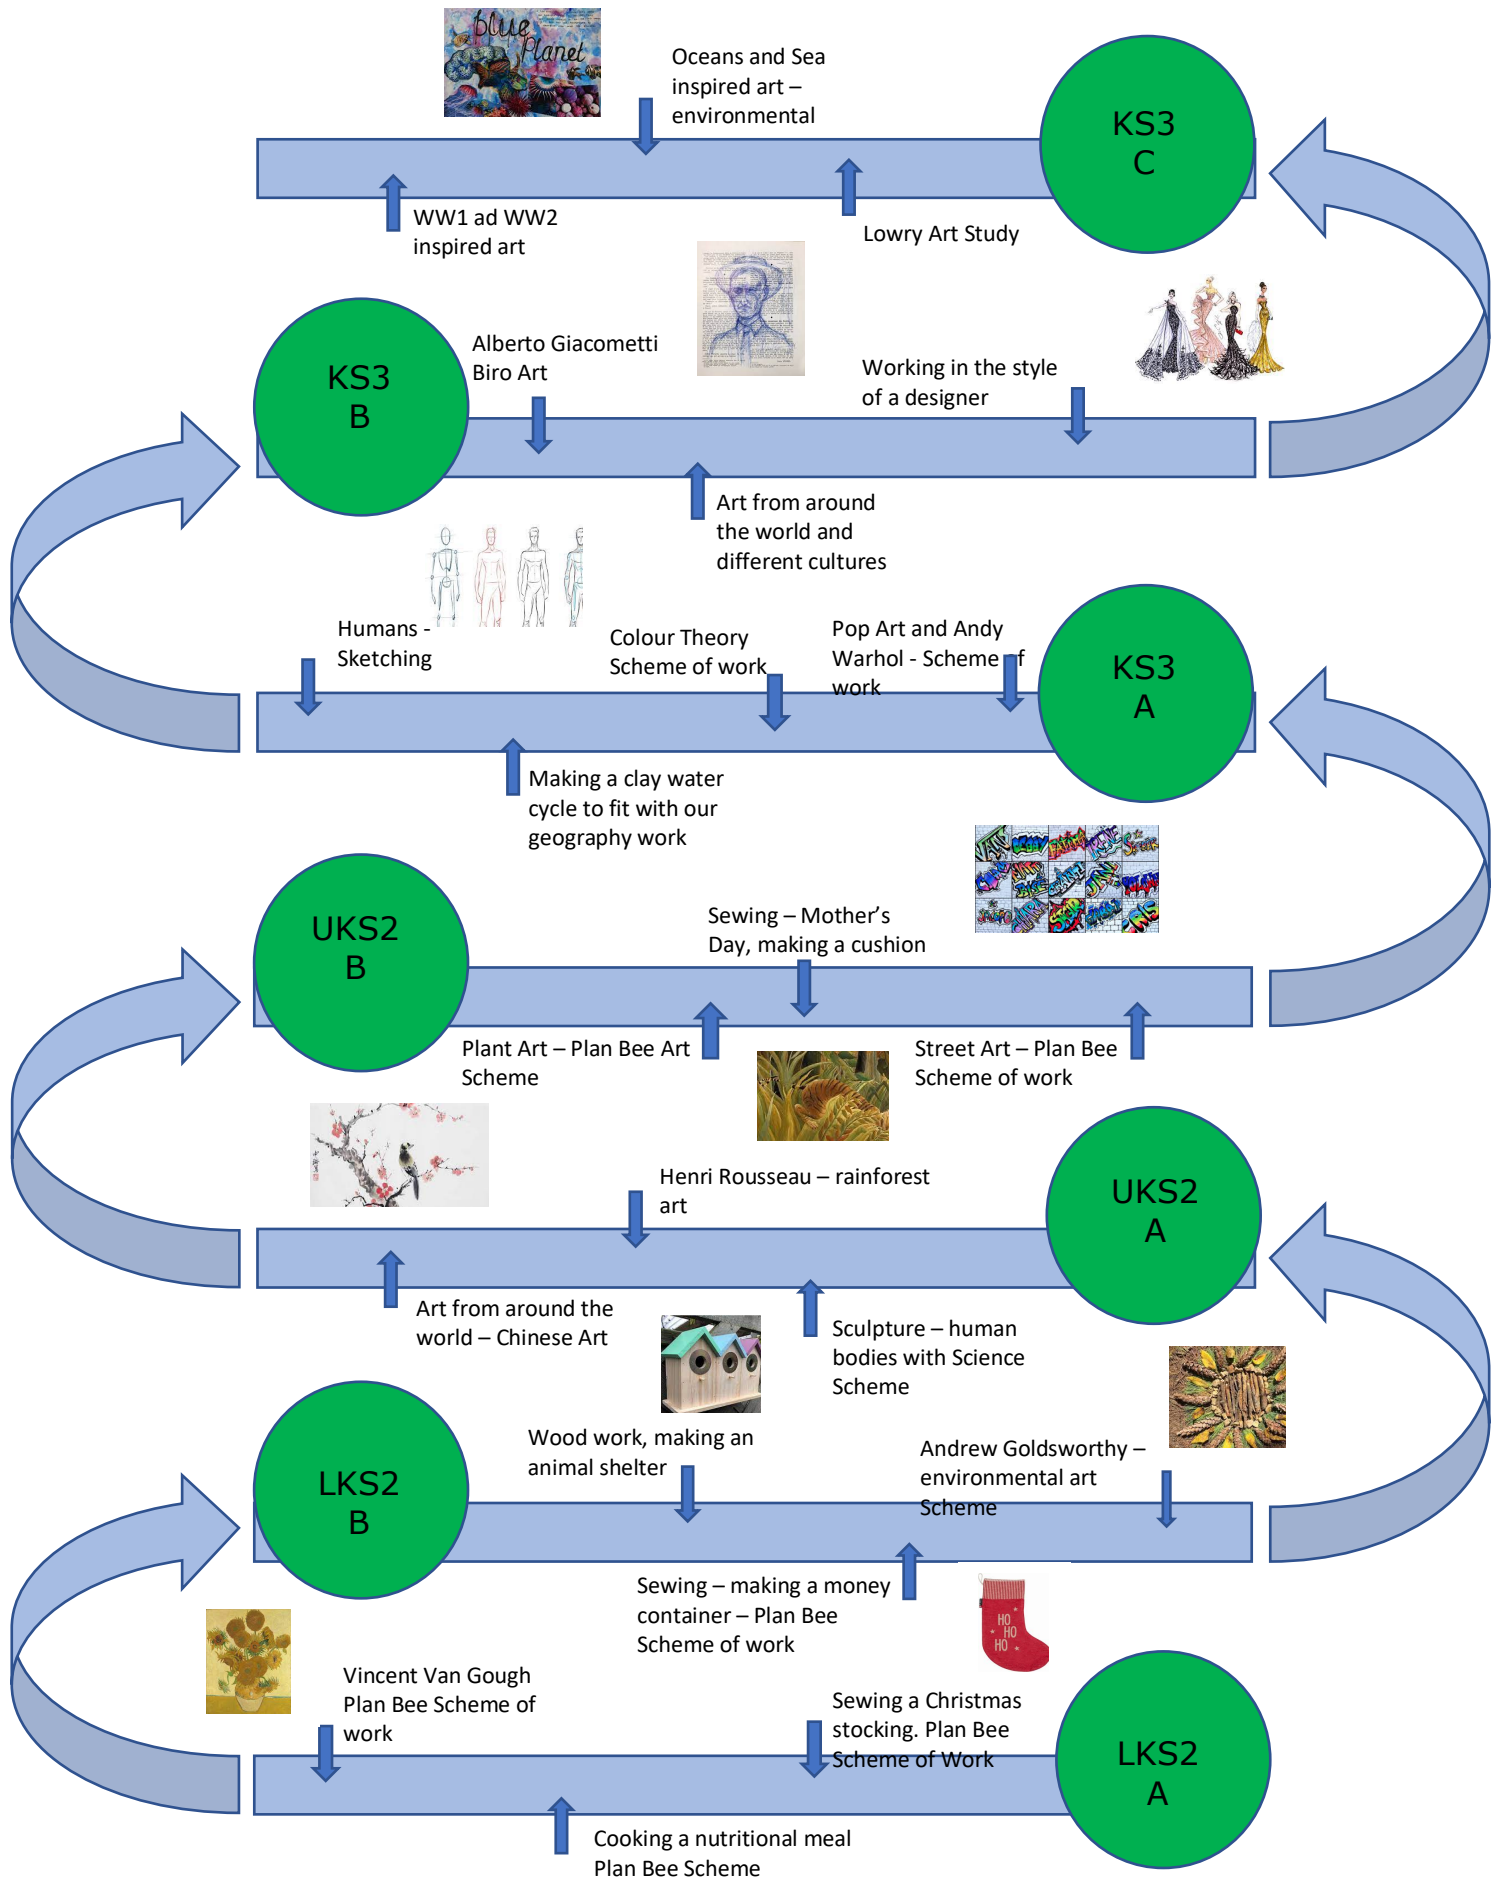 blue
Planet
Oceans and Sea
inspired art –
environmental
KS3
C
WW1 ad WW2
inspired art
Lowry Art Study
KS3
B
Alberto Giacometti
Biro Art
Working in the style
of a designer
Art from around
the world and
different cultures
Humans -
Sketching
Colour Theory
Scheme of work
Pop Art and Andy
Warhol - Scheme of
work
KS3
A
Making a clay water
cycle to fit with our
geography work
UKS2
B
Sewing – Mother’s
Day, making a cushion
Plant Art – Plan Bee Art
Scheme
Street Art – Plan Bee
Scheme of work
Henri Rousseau – rainforest
art
UKS2
A
Art from around the
world – Chinese Art
Sculpture – human
bodies with Science
Scheme
LKS2
B
Wood work, making an
animal shelter
Andrew Goldsworthy –
environmental art
Scheme
Sewing – making a money
container – Plan Bee
Scheme of work
HO
HO
HO
Vincent Van Gough
Plan Bee Scheme of
work
Sewing a Christmas
stocking. Plan Bee
Scheme of Work
LKS2
A
Cooking a nutritional meal
Plan Bee Scheme